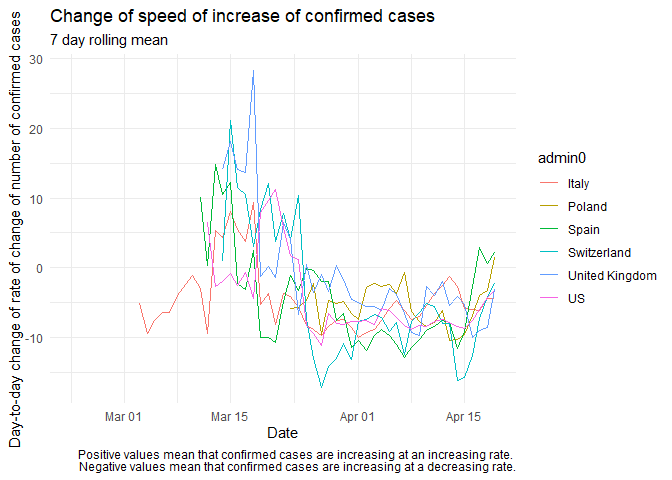 Change of speed of increase of confirmed cases
7 day rolling mean
Day-to-day change of rate of change of number of confirmed cases
30
20
10
0
-10
Mar 01
Mar 15
Apr 01
Apr 15
Date
admin0
Italy
Poland
Spain
Switzerland
United Kingdom
US
Positive values mean that confirmed cases are increasing at an increasing rate.
Negative values mean that confirmed cases are increasing at a decreasing rate.